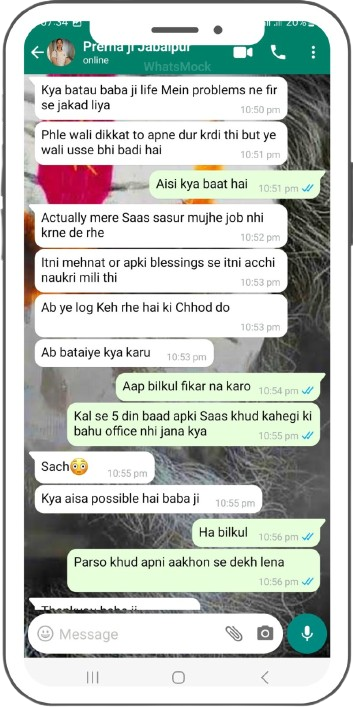 07:34
20%
Prerna ji Jabalpur
online
WhatsMock
Kya batau baba ji life Mein problems ne fir
se jakad liya
10:50 pm
Phle wali dikkat to apne dur krdi thi but ye
wali usse bhi badi hai
10:51 pm
Aisi kya baat hai
10:51 pm
Actually mere Saas sasur mujhe job nhi
krne de rhe
10:52 pm
Itni mehnat or apki blessings se itni acchi
naukri mili thi
10:53 pm
Ab ye log Keh rhe hai ki Chhod do
10:53 pm
Ab bataiye kya karu
10:53 pm
Aap bilkul fikar na karo
10:54 pm
Kal se 5 din baad apki Saas khud kahegi ki
bahu office nhi jana kya
10:55 pm
Sach😳
10:55 pm
Kya aisa possible hai baba ji
10:55 pm
Ha bilkul
10:56 pm
Parso khud apni aakhon se dekh lena
10:56 pm
Thankyou baba ji
Message